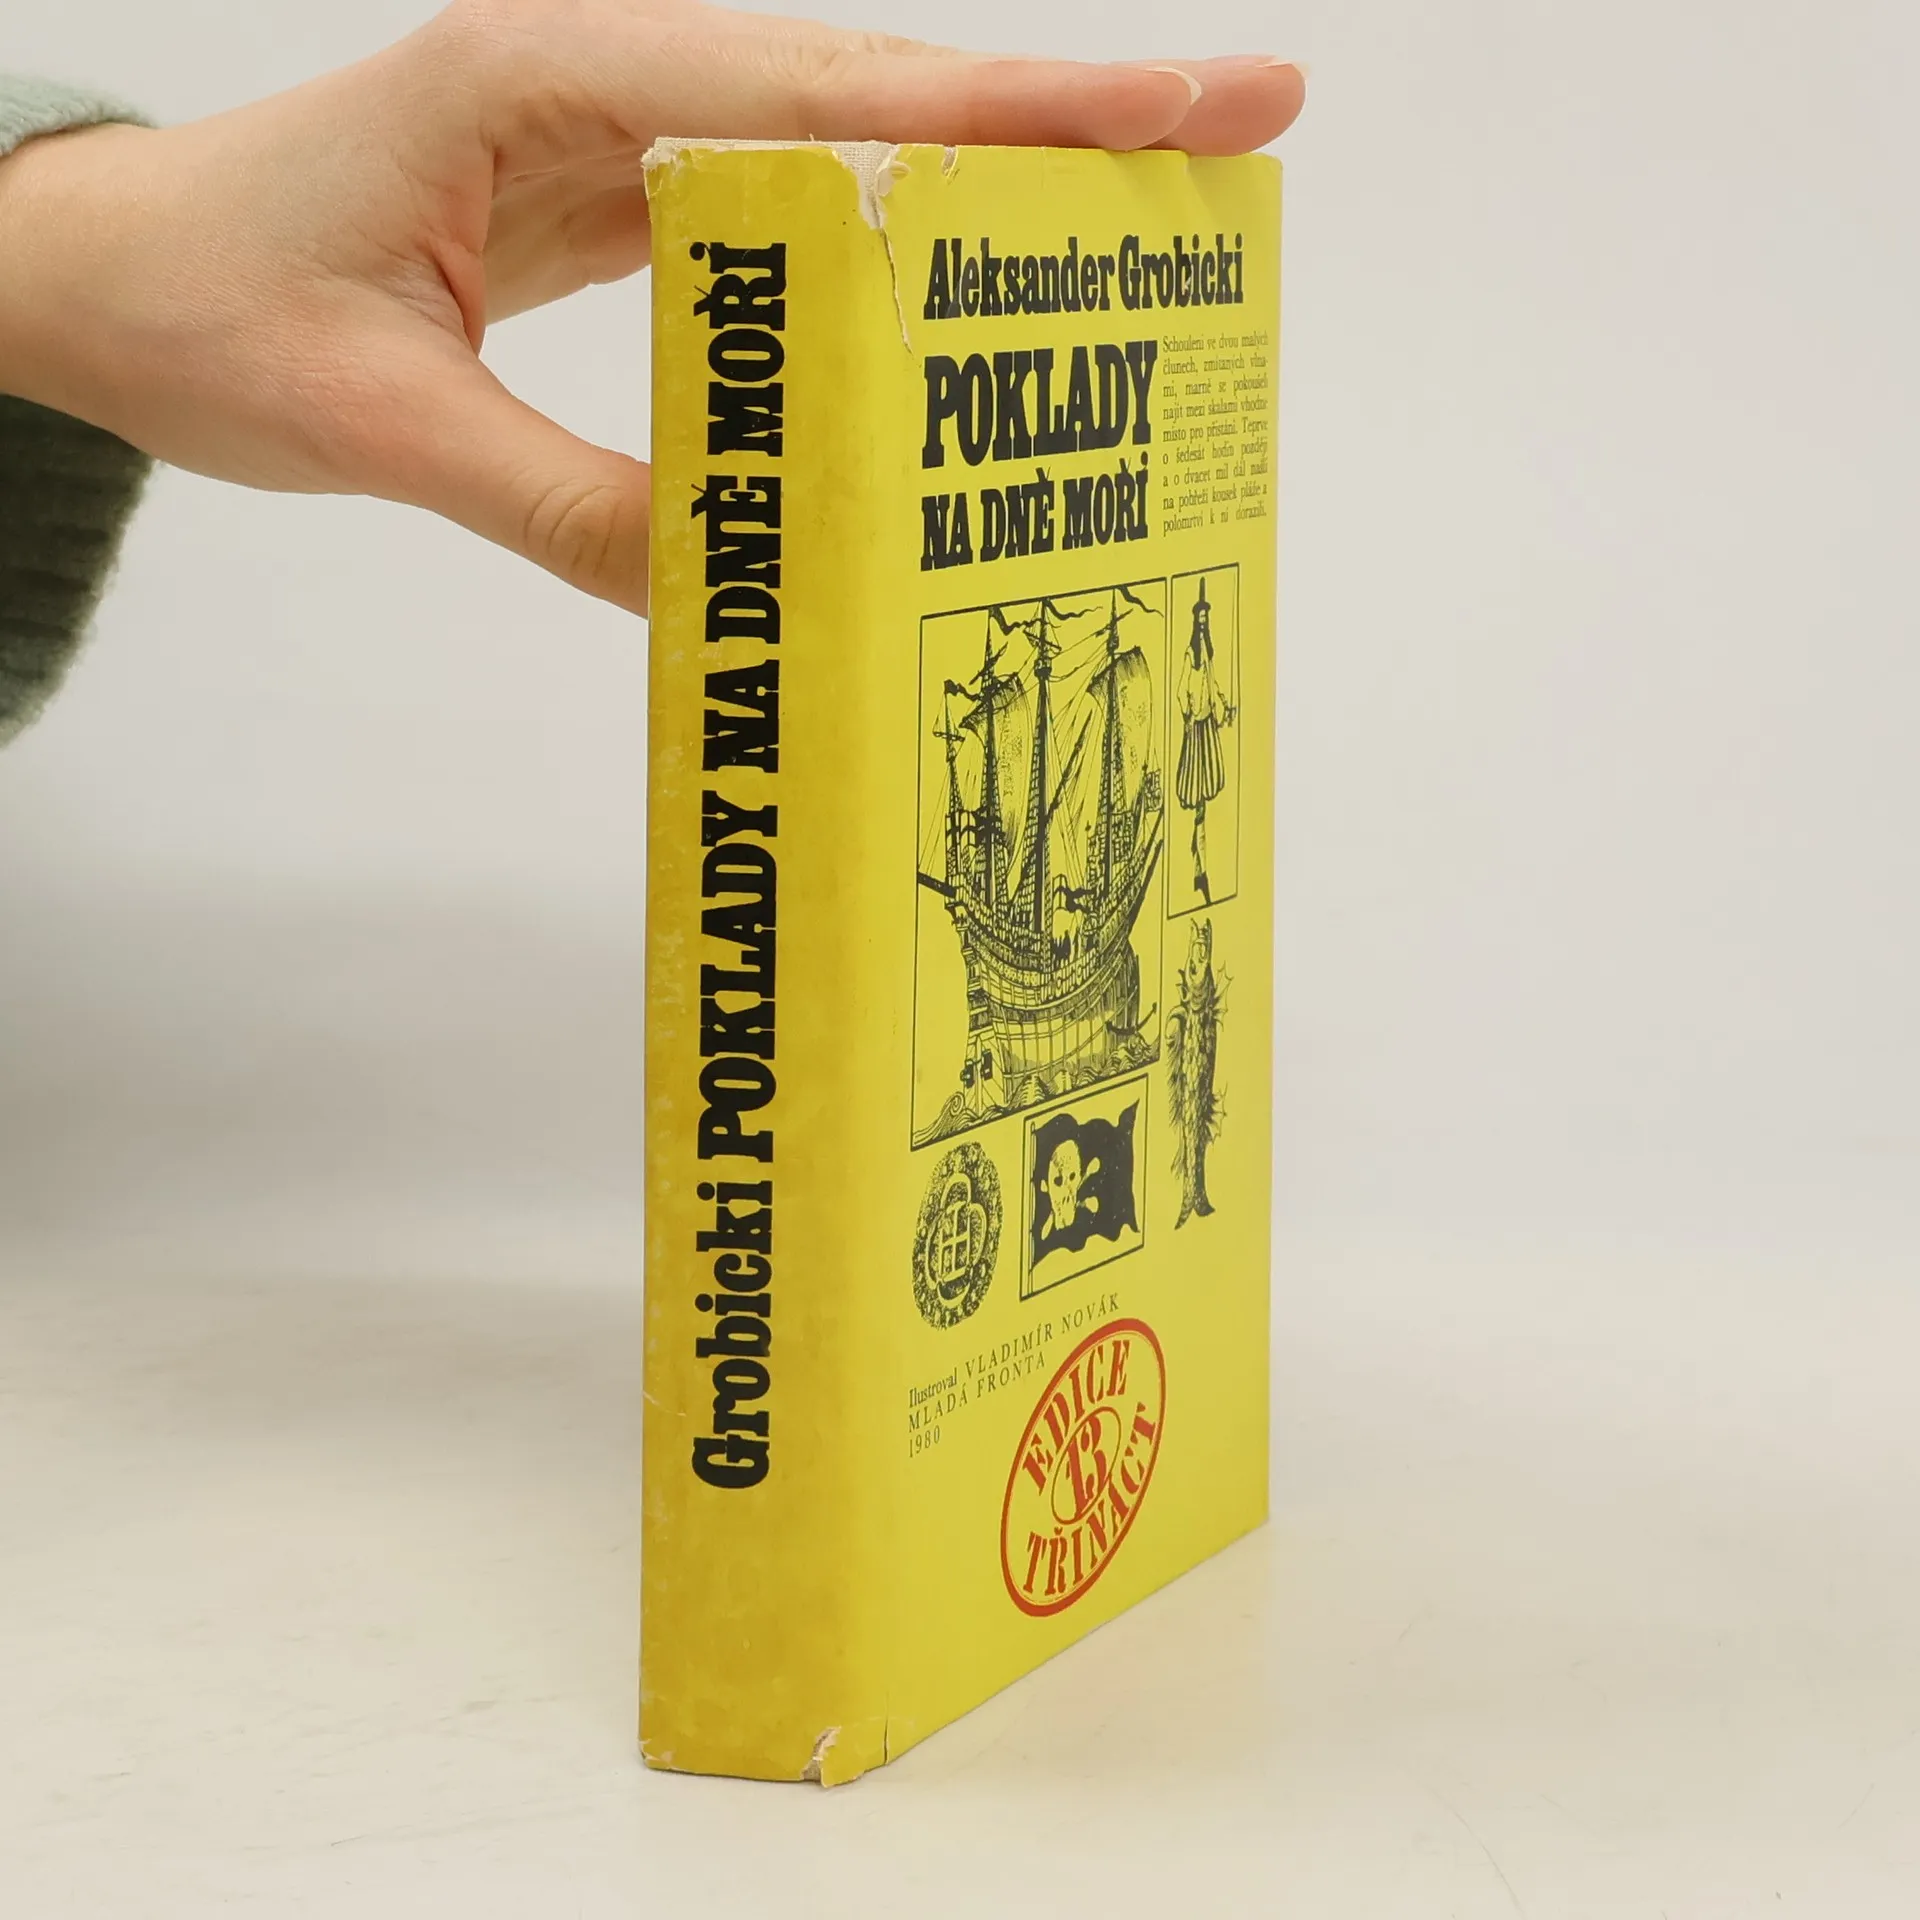 Grobicki POKLADY NA DNĚ MOŘÍ
Aleksander Grobicki
POKLADY
NA DNĚ MOŘÍ
Schouleni ve dvou malých
člunech, zmítaných vlna-
mi, marně se pokoušeli
najít mezi skalami vhodné
místo pro přistání. Teprve
o šedesát hodin později
a o dvacet mil dál našli
na pobřeží kousek pláže a
polomrtví k ní dorazili.
Ilustroval VLADIMÍR NOVÁK
MLADÁ FRONTA
1980
EDICE
13
TŘINÁCT